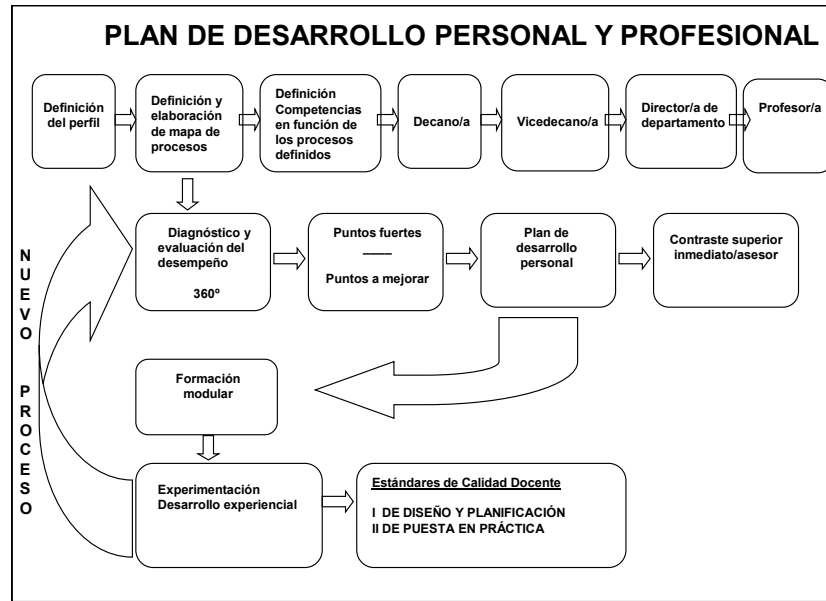 PLAN DE DESARROLLO PERSONAL Y PROFESIONAL
Definición
del perfil
Definición y
elaboración
de mapa de
procesos
Definición
Competencias
en función de
los procesos
definidos
Decano/a
Vicedecano/a
Director/a de
departamento
Profesor/a
Diagnóstico y
evaluación del
desempeño
360º
Puntos fuertes
Puntos a mejorar
Plan de
desarrollo
personal
Contraste superior
inmediato/asesor
NUEVO PROCESO
Formación
modular
Experimentación
Desarrollo experiencial
Estándares de Calidad Docente
I DE DISEÑO Y PLANIFICACIÓN
II DE PUESTA EN PRÁCTICA